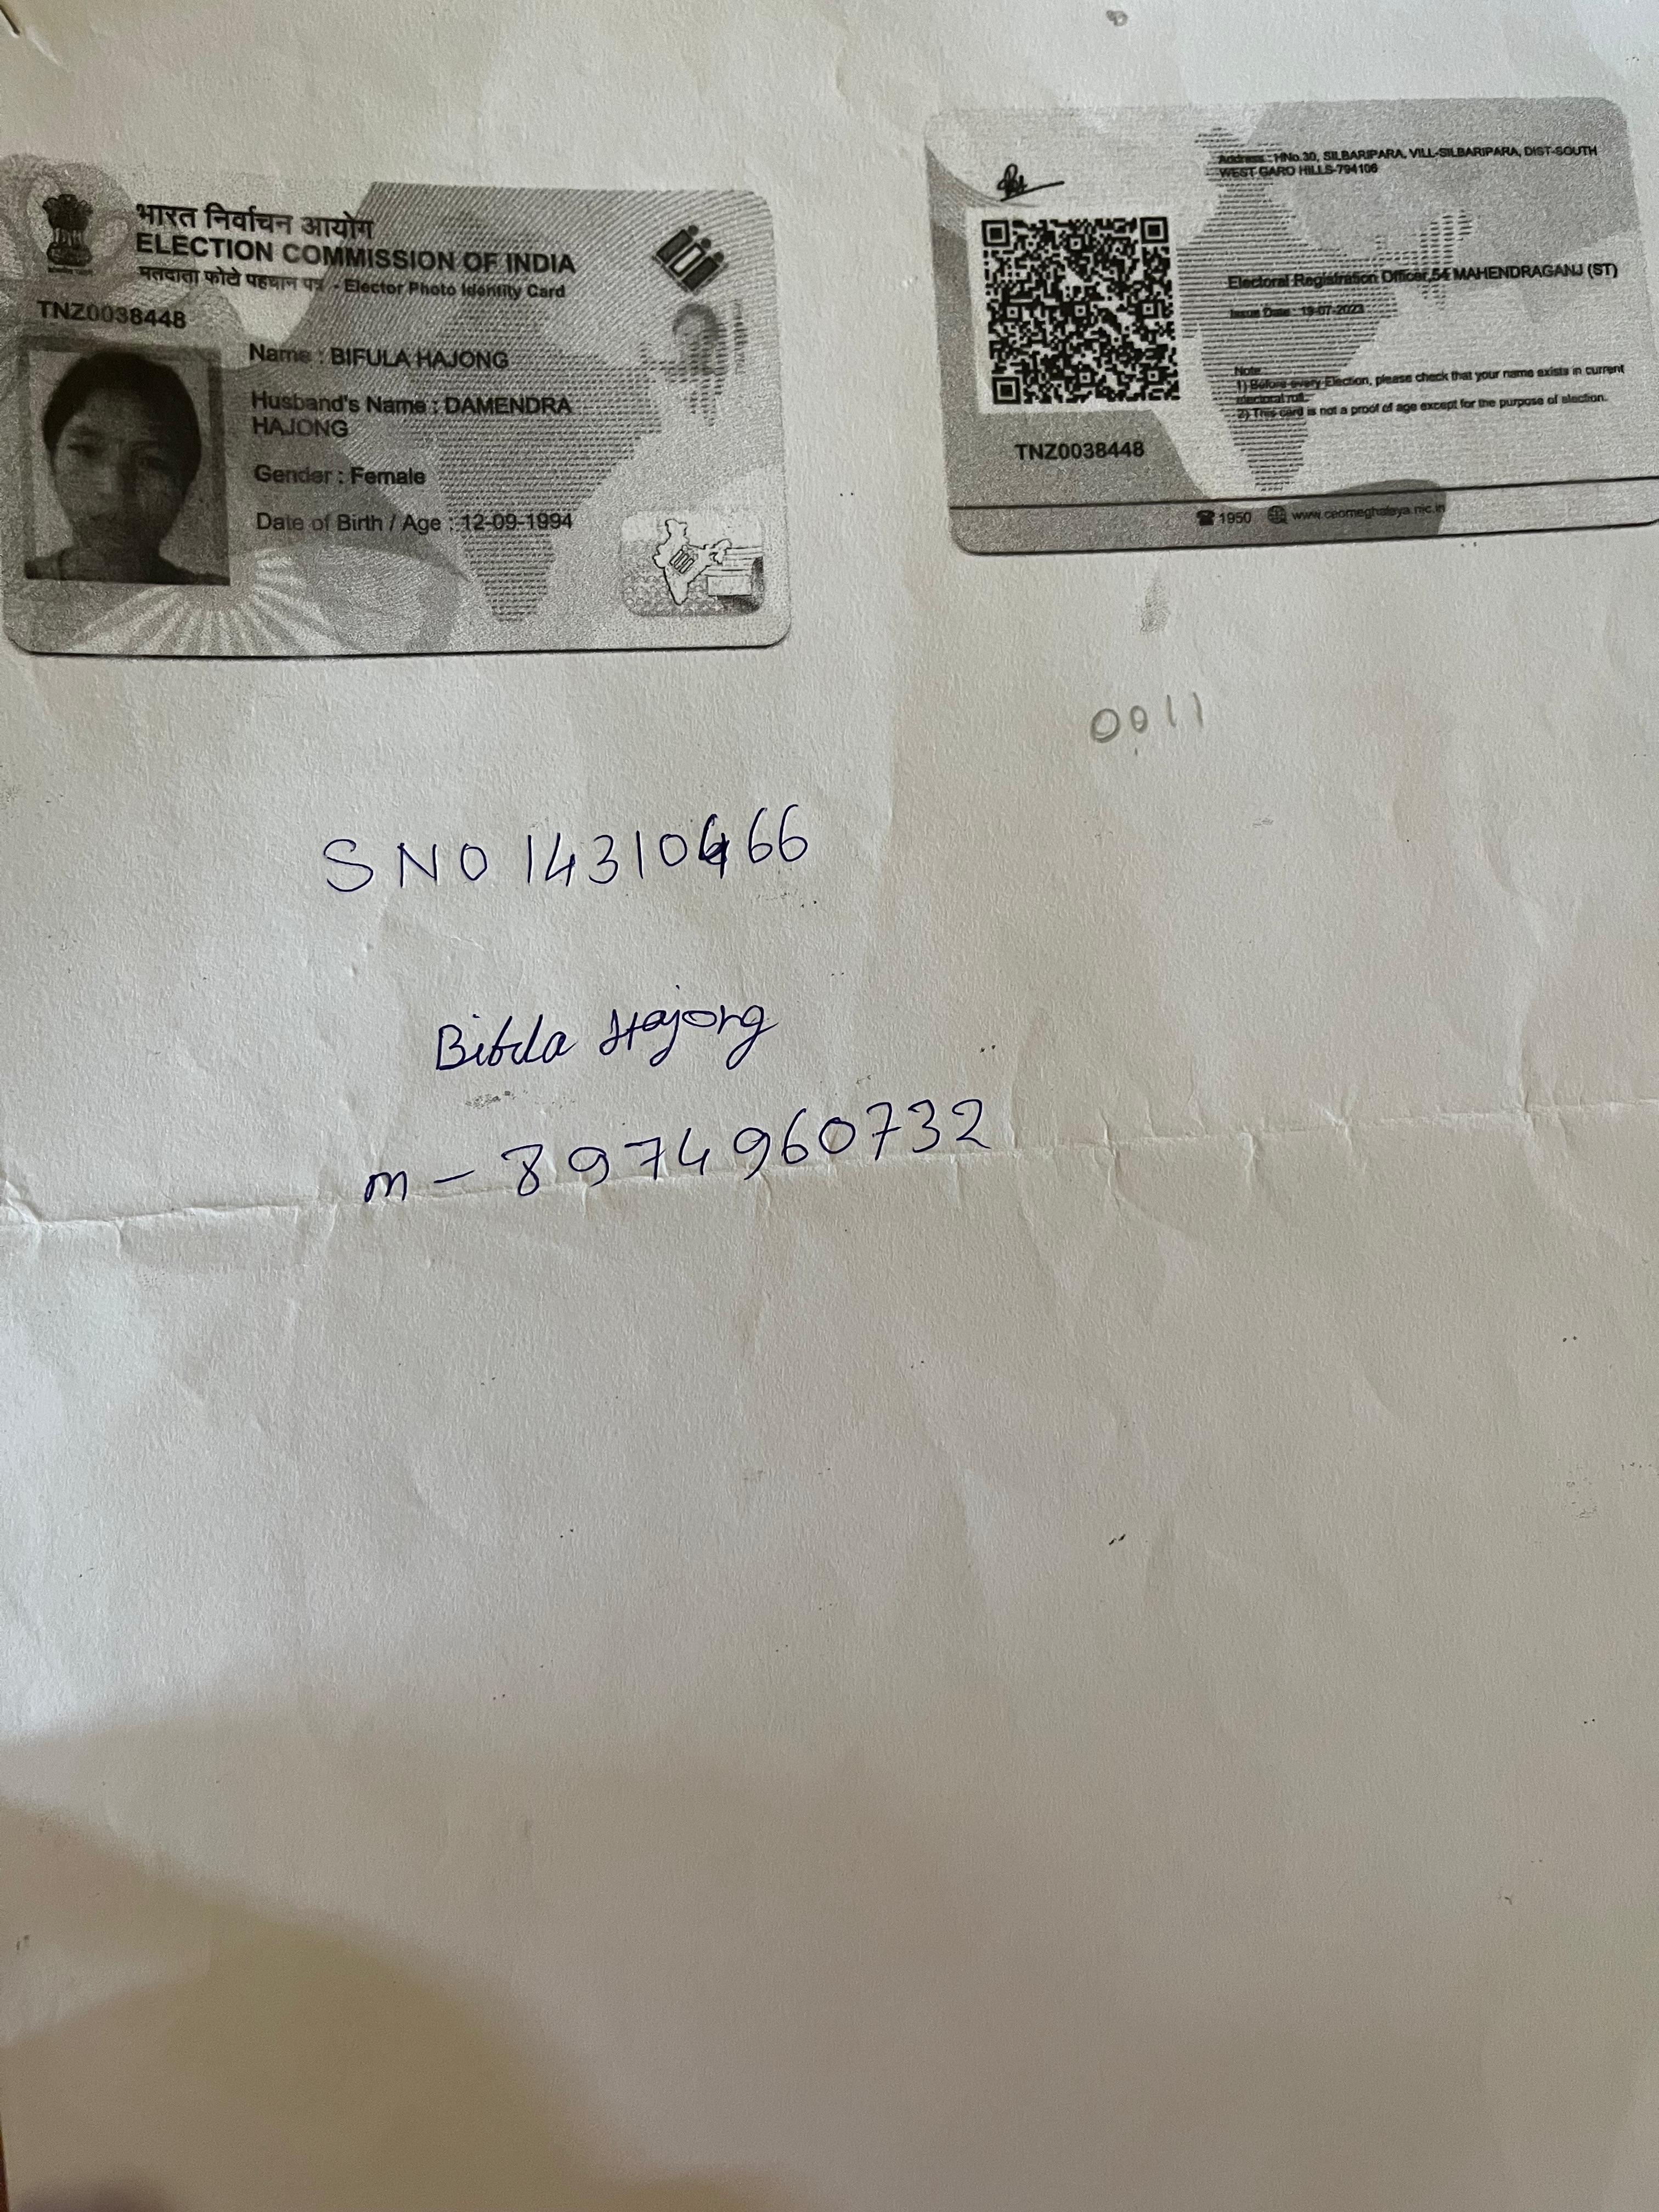 भारत निर्वाचन आयोग
ELECTION COMMISSION OF INDIA
मतदाता फोटो पहचान पत्र - Elector Photo Identity Card
TNZ0038448
Name : BIFULA HAJONG
Husband's Name : DAMENDRA
HAJONG
Gender : Female
Date of Birth / Age : 12-09-1994
Address : HNo.30, SILBARIPARA, VILL-SILBARIPARA, DIST-SOUTH
WEST GARO HILLS-794106
Electoral Registration Officer,54 MAHENDRAGANJ (ST)
Issue Date : 19-07-2023
Note
1) Before every Election, please check that your name exists in current
electoral roll.
2) This card is not a proof of age except for the purpose of election.
TNZ0038448
1950 www.ceomeghalaya.nic.in
0011
SNO 14310466
Hajong
m - 8974960732